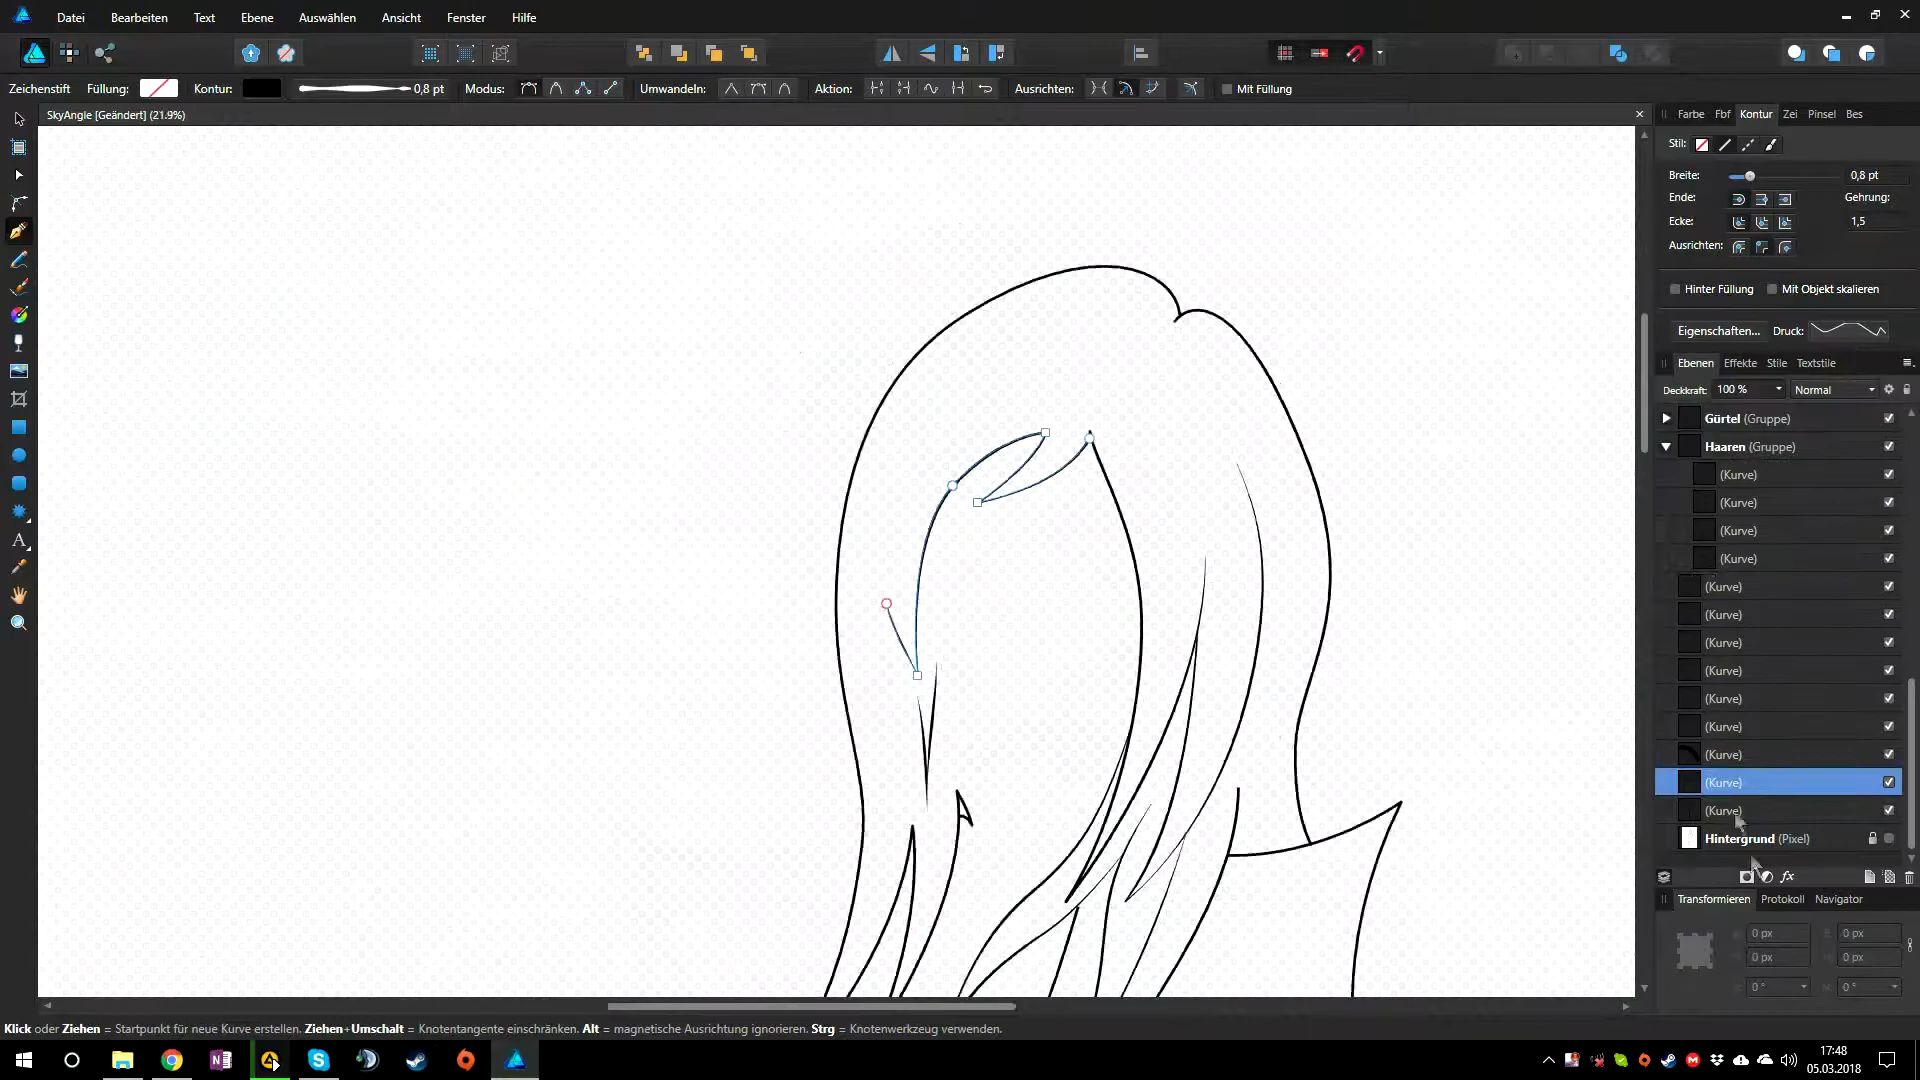 Datei Bearbeiten Text Ebene Auswählen Ansicht Fenster Hilfe
Zeichenstift Füllung: Kontur: 0,8 pt Modus: Umwandeln: Aktion: Ausrichten: Mit Füllung
SkyAngle [Geändert] (21.9%)
Farbe Fbf Kontur Zei Pinsel Bes
Stil:
Breite: 0,8 pt
Ende: Gehrung:
Ecke: 1,5
Ausrichten:
Hinter Füllung Mit Objekt skalieren
Eigenschaften... Druck:
Ebenen Effekte Stile Textstile
Deckkraft: 100 % Normal
Gürtel (Gruppe)
Haaren (Gruppe)
(Kurve)
(Kurve)
(Kurve)
(Kurve)
(Kurve)
(Kurve)
(Kurve)
(Kurve)
(Kurve)
(Kurve)
(Kurve)
(Kurve)
(Kurve)
Hintergrund (Pixel)
fx
Transformieren Protokoll Navigator
0 px 0 px
0 px 0 px
0 ° 0 °
Klick oder Ziehen = Startpunkt für neue Kurve erstellen. Ziehen+Umschalt = Knotentangente einschränken. Alt = magnetische Ausrichtung ignorieren. Strg = Knotenwerkzeug verwenden.
17:48
05.03.2018